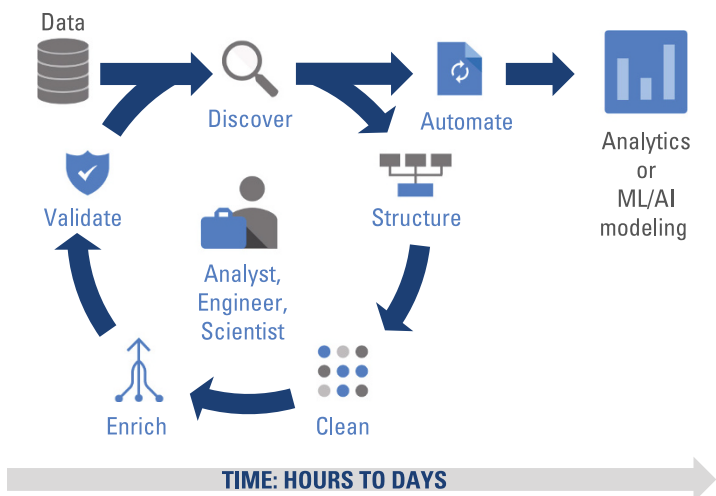 Data
Discover
Automate
Analytics
or
ML/AI
modeling
Validate
Structure
Analyst,
Engineer,
Scientist
Enrich
Clean
TIME: HOURS TO DAYS